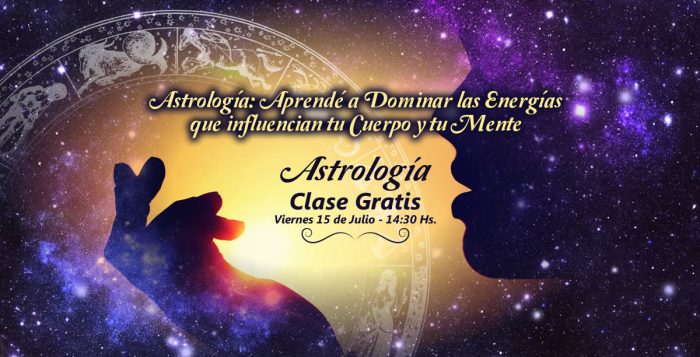 Astrología: Aprendé a Dominar las Energías
que influencian tu Cuerpo y tu Mente
Astrología
Clase Gratis
Viernes 15 de Julio - 14:30 Hs.